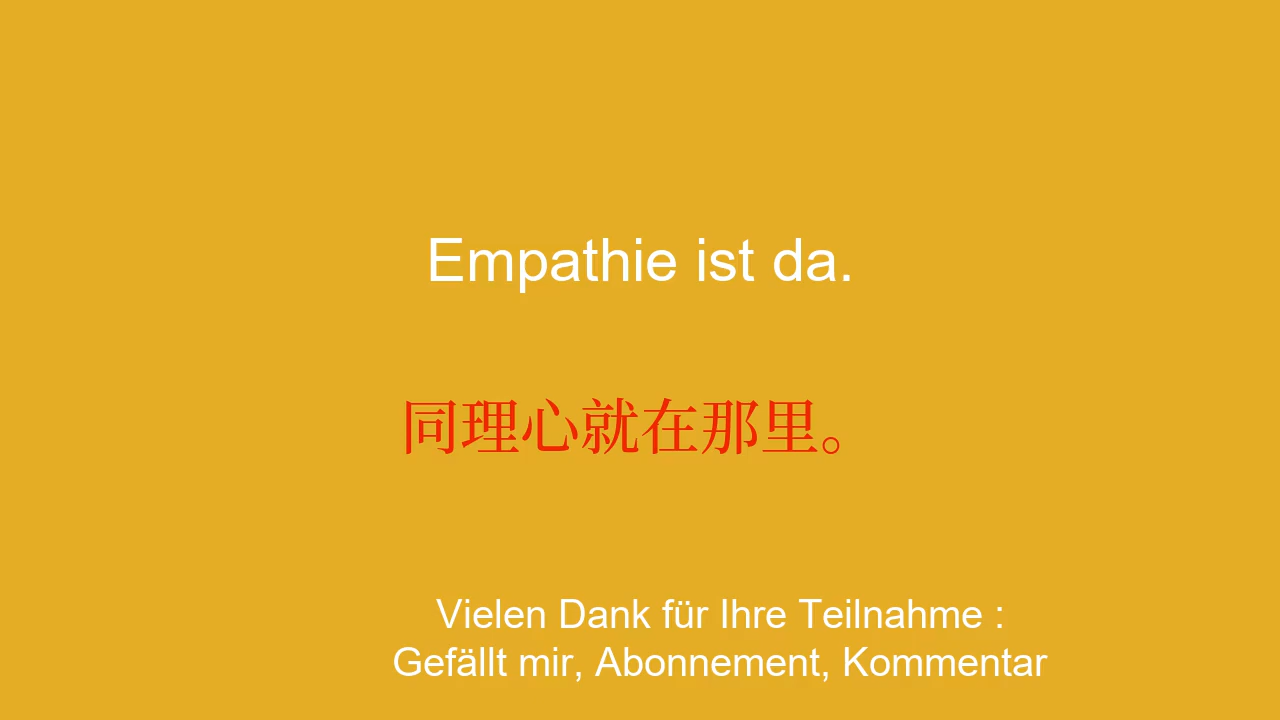 Empathie ist da.
同理心就在那里。
Vielen Dank für Ihre Teilnahme :
Gefällt mir, Abonnement, Kommentar